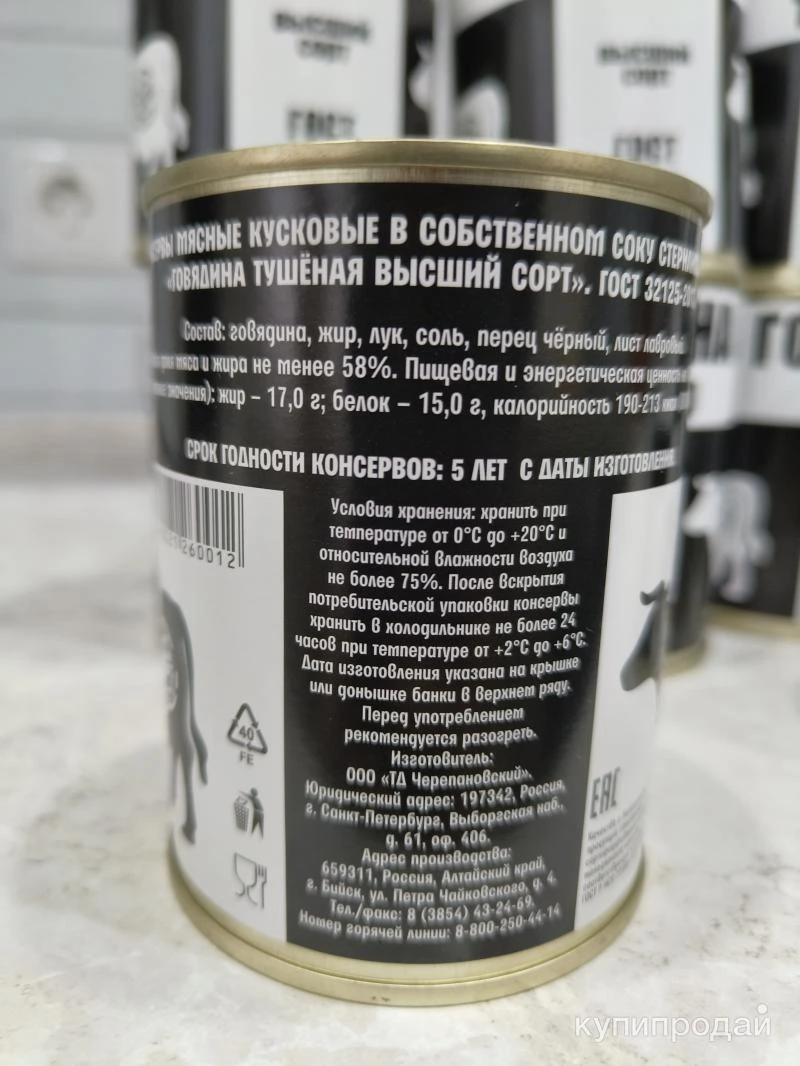 ВЫСШИЙ
СОРТ
ГОСТ
ВЫСШИЙ
СОРТ
ГОСТ
МЯСНЫЕ КУСКОВЫЕ В СОБСТВЕННОМ СОКУ
«ГОВЯДИНА ТУШЁНАЯ ВЫСШИЙ СОРТ». ГОСТ 32125-
Состав: говядина, жир, лук, соль, перец чёрный, лист лавровый.
мяса и жира не менее 58%. Пищевая и энергетическая ценность
значения): жир – 17,0 г; белок – 15,0 г, калорийность 190-213
СРОК ГОДНОСТИ КОНСЕРВОВ: 5 ЛЕТ С ДАТЫ ИЗГОТОВЛЕНИЯ.
260012
Условия хранения: хранить при
температуре от 0°С до +20°С и
относительной влажности воздуха
не более 75%. После вскрытия
потребительской упаковки консервы
хранить в холодильнике не более 24
часов при температуре от +2°С до +6°С.
Дата изготовления указана на крышке
или донышке банки в верхнем ряду.
Перед употреблением
рекомендуется разогреть.
Изготовитель:
ООО «ТД Черепановский».
Юридический адрес: 197342, Россия,
г. Санкт-Петербург, Выборгская наб.,
д. 61, оф. 406.
Адрес производства:
659311, Россия, Алтайский край,
г. Бийск, ул. Петра Чайковского, д. 4.
Тел./факс: 8 (3854) 43-24-69.
Номер горячей линии: 8-800-250-44-14
40
FE
EAC
купипродай